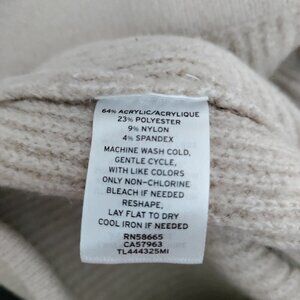 64% ACRYLIC/ACRYLIQUE
23% POLYESTER
9% NYLON
4% SPANDEX
MACHINE WASH COLD,
GENTLE CYCLE,
WITH LIKE COLORS
ONLY NON-CHLORINE
BLEACH IF NEEDED
RESHAPE,
LAY FLAT TO DRY
COOL IRON IF NEEDED
RN58665
CA57963
TL444325MI